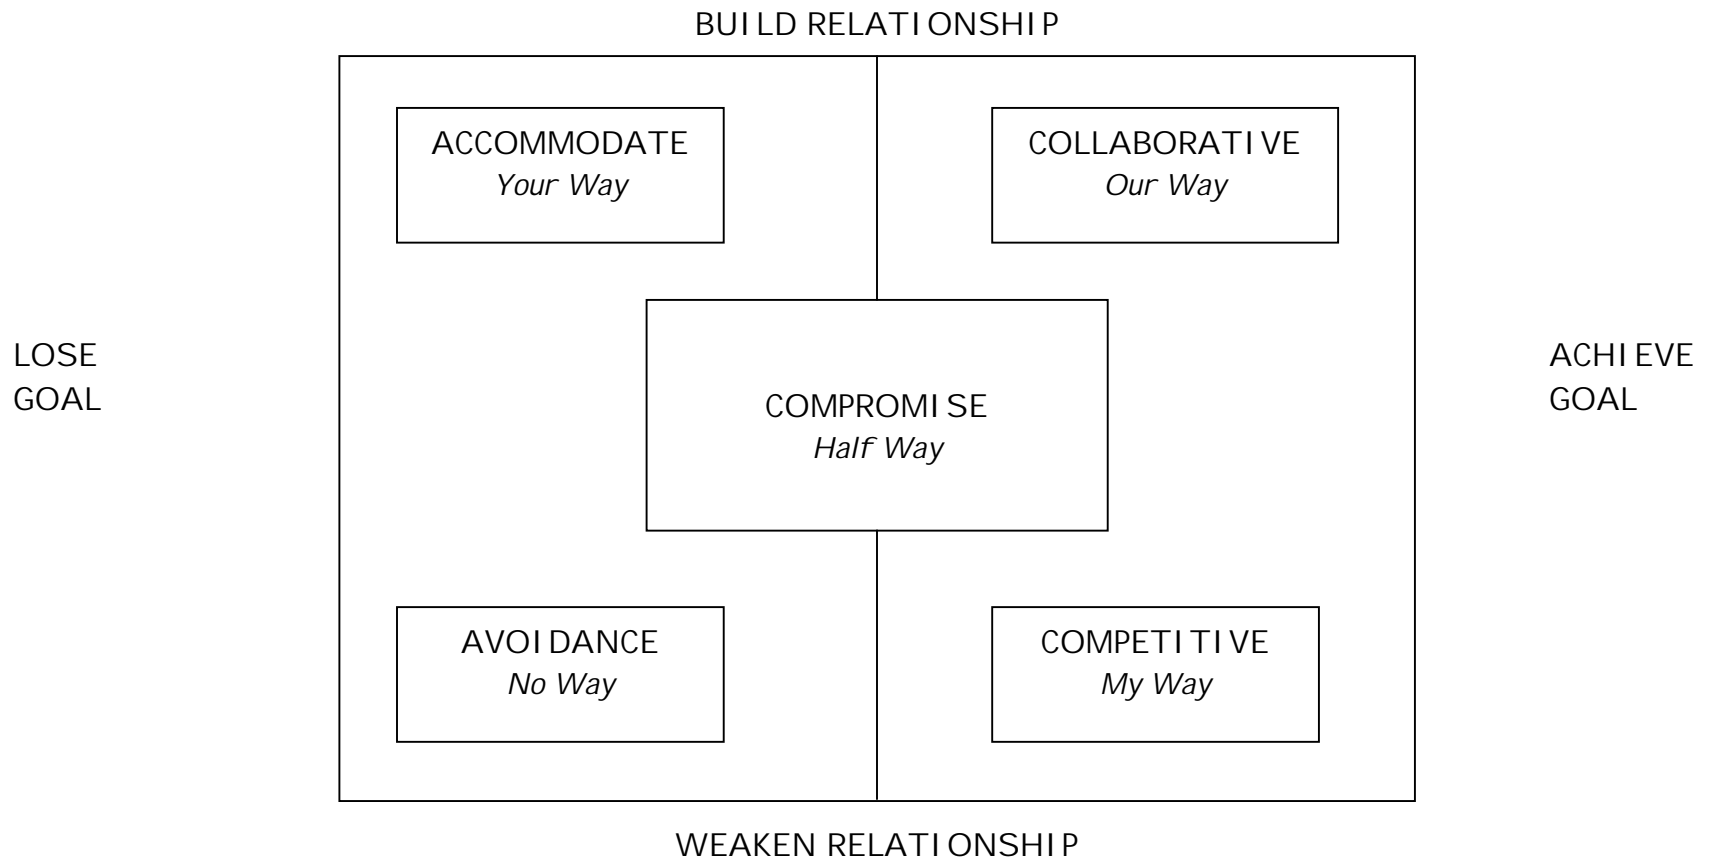 BUILD RELATIONSHIP
ACCOMMODATE
Your Way
COLLABORATIVE
Our Way
LOSE
GOAL
ACHIEVE
GOAL
COMPROMISE
Half Way
AVOIDANCE
No Way
COMPETITIVE
My Way
WEAKEN RELATIONSHIP